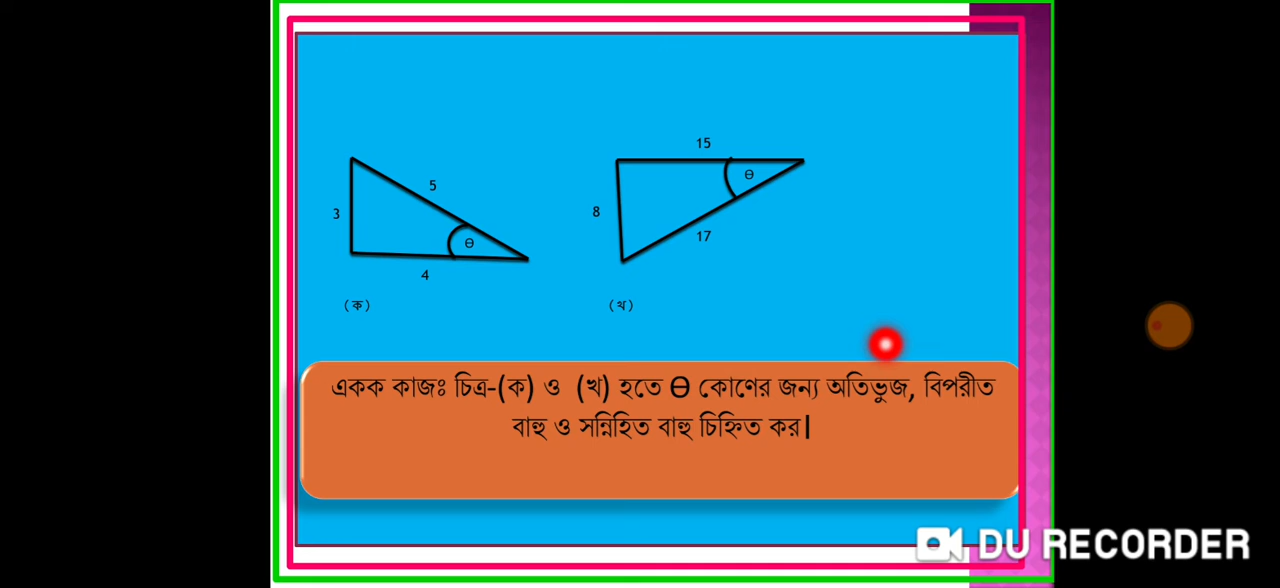 15
5
Ө
3
8
17
Ө
4
(ক)
(খ)
একক কাজঃ চিত্র-(ক) ও (খ) হতে Ө কোণের জন্য অতিভুজ, বিপরীত
বাহু ও সন্নিহিত বাহু চিহ্নিত কর।
DU RECORDER